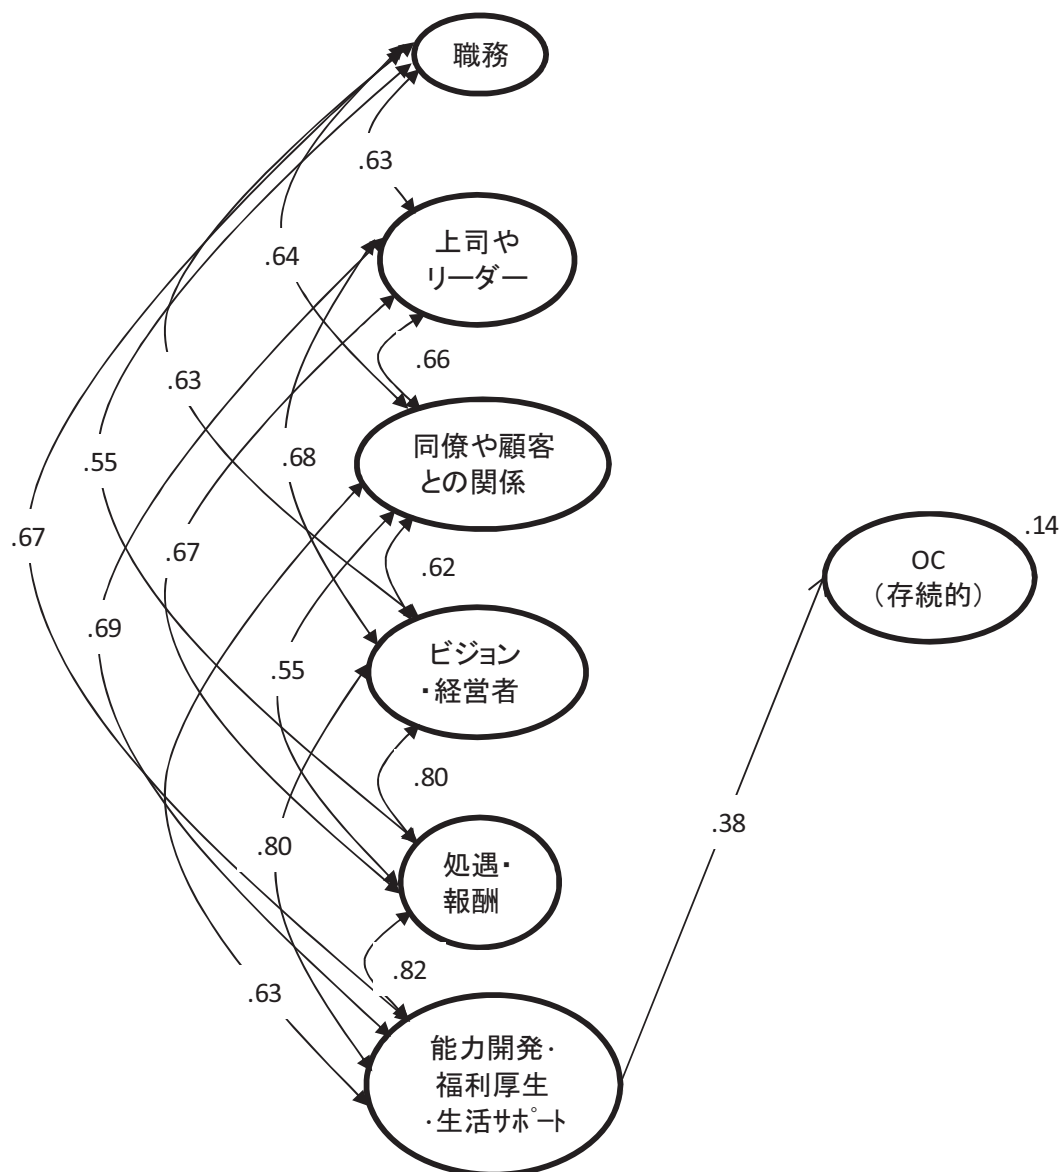 職務
.63
上司や
リーダー
.64
.66
.63
同僚や顧客
との関係
.55
.68
.67
.67
.62
OC
（存続的）
.14
.69
ビジョン
・経営者
.55
.80
.38
.80
処遇・
報酬
.82
.63
能力開発・
福利厚生
・生活サポート